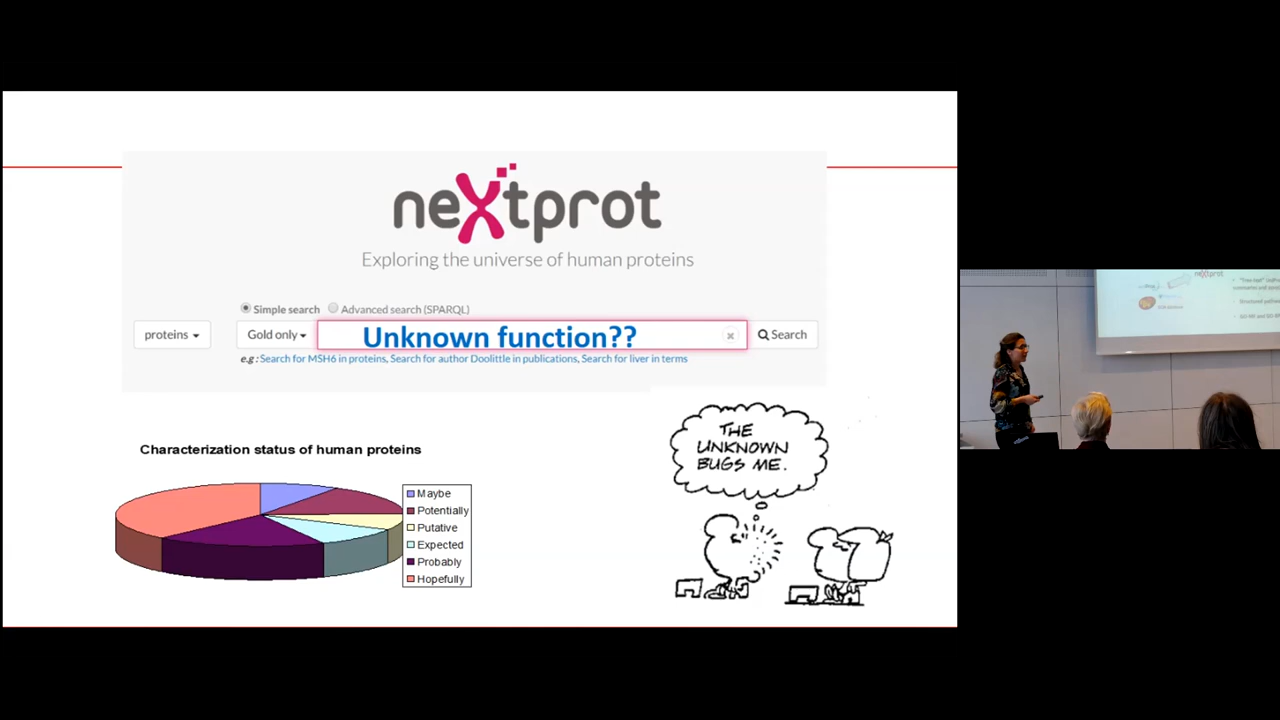 nextprot
Exploring the universe of human proteins
Simple search Advanced search (SPARQL)
proteins Gold only Unknown function?? × Search
e.g : Search for MSH6 in proteins, Search for author Doolittle in publications, Search for liver in terms
Characterization status of human proteins
Maybe
Potentially
Putative
Expected
Probably
Hopefully
THE
UNKNOWN
BUGS ME.
nextprot